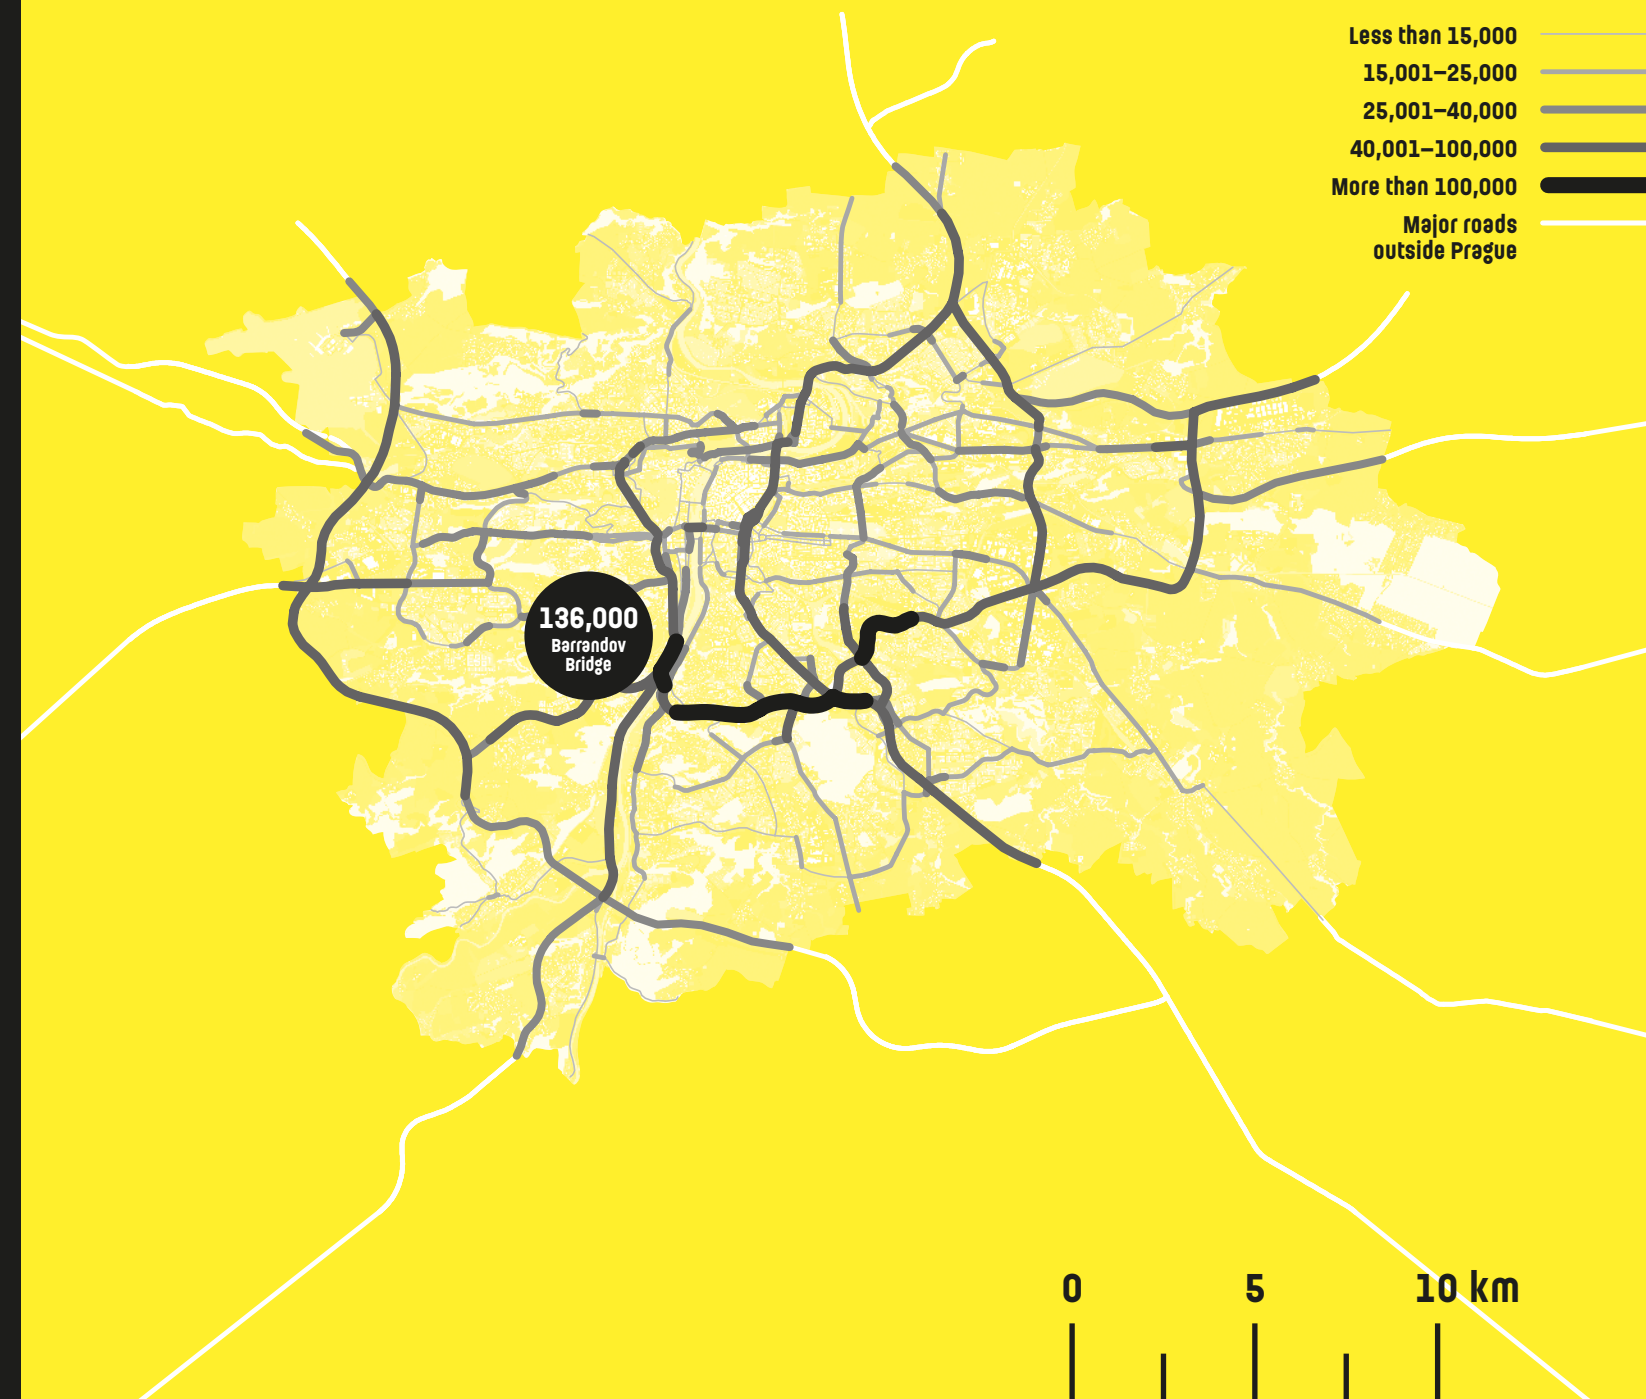 Less than 15,000
15,001–25,000
25,001–40,000
40,001–100,000
More than 100,000
Major roads
outside Prague
136,000
Barrandov
Bridge
0 5 10 km